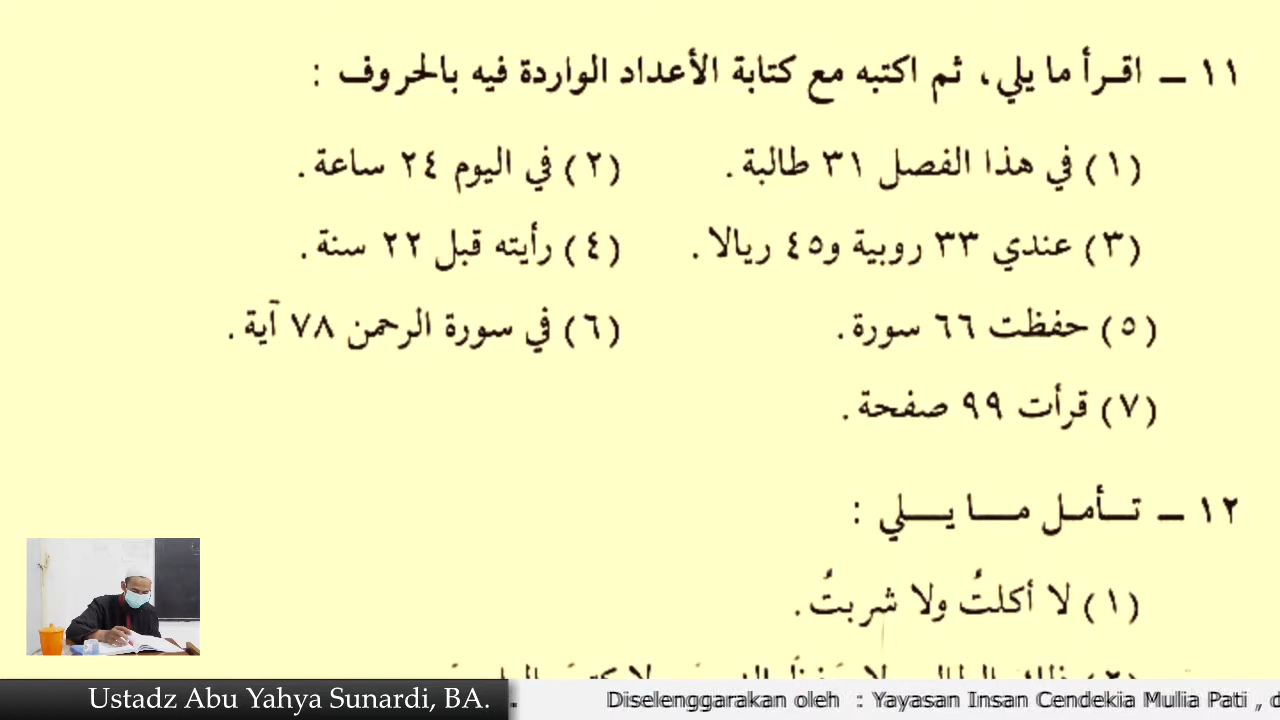 ١١ – اقرأ ما يلي، ثم اكتبه مع كتابة الأعداد الواردة فيه بالحروف :
(١) في هذا الفصل ٣١ طالبة. (٢) في اليوم ٢٤ ساعة.
(٣) عندي ٣٣ روبية و٤٥ ريالا. (٤) رأيته قبل ٢٢ سنة.
(٥) حفظت ٦٦ سورة. (٦) في سورة الرحمن ٧٨ آية.
(٧) قرأت ٩٩ صفحة.
١٢ – تأمل ما يلي :
(١) لا أكلتُ ولا شربتُ.
Ustadz Abu Yahya Sunardi, BA. . Diselenggarakan oleh : Yayasan Insan Cendekia Mulia Pati , d